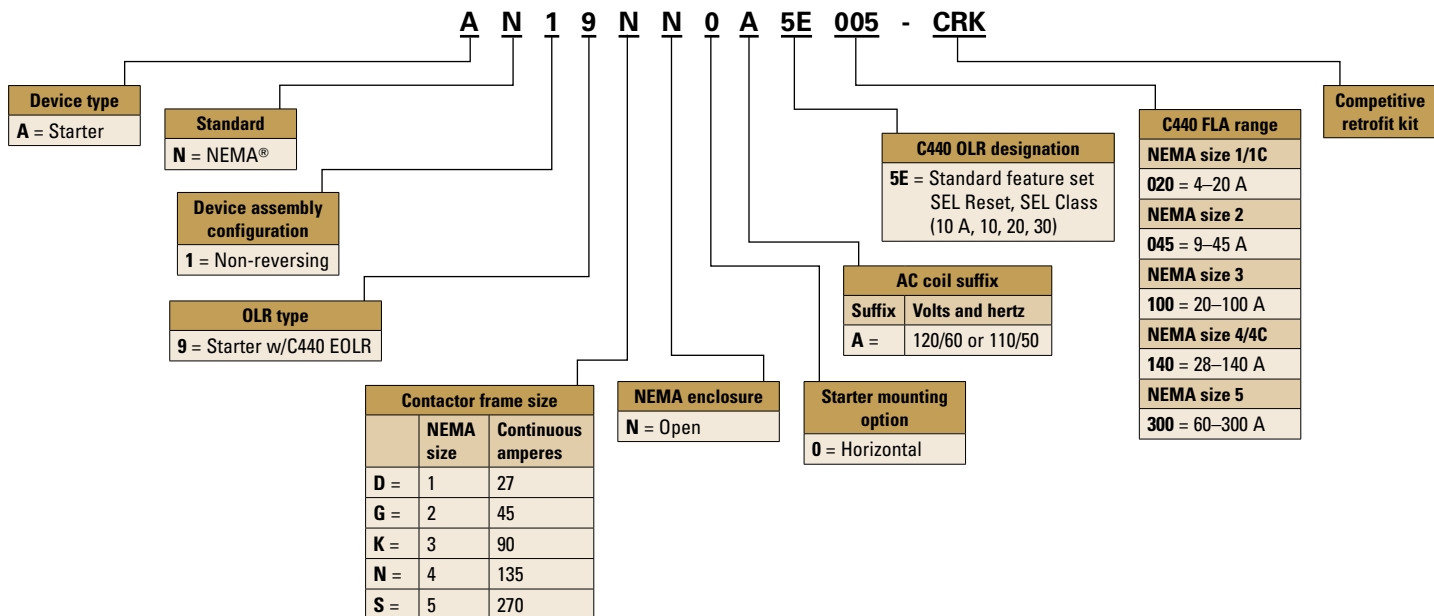 A N 1 9 N N 0 A 5E 005 - CRK
Device type
A = Starter
Standard
N = NEMA®
Device assembly
configuration
1 = Non-reversing
OLR type
9 = Starter w/C440 EOLR
Contactor frame size
NEMA size
Continuous amperes
D = 1 27
G = 2 45
K = 3 90
N = 4 135
S = 5 270
NEMA enclosure
N = Open
Starter mounting
option
0 = Horizontal
AC coil suffix
Suffix Volts and hertz
A = 120/60 or 110/50
C440 OLR designation
5E = Standard feature set
SEL Reset, SEL Class
(10 A, 10, 20, 30)
C440 FLA range
NEMA size 1/1C
020 = 4–20 A
NEMA size 2
045 = 9–45 A
NEMA size 3
100 = 20–100 A
NEMA size 4/4C
140 = 28–140 A
NEMA size 5
300 = 60–300 A
Competitive
retrofit kit